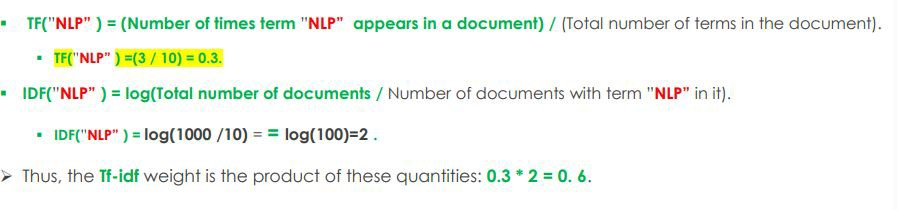 ▪ TF("NLP" ) = (Number of times term "NLP" appears in a document) / (Total number of terms in the document).
▪ TF("NLP" ) =(3 / 10) = 0.3.
▪ IDF("NLP" ) = log(Total number of documents / Number of documents with term "NLP" in it).
▪ IDF("NLP" ) = log(1000 /10) = = log(100)=2 .
➢ Thus, the Tf-idf weight is the product of these quantities: 0.3 * 2 = 0. 6.